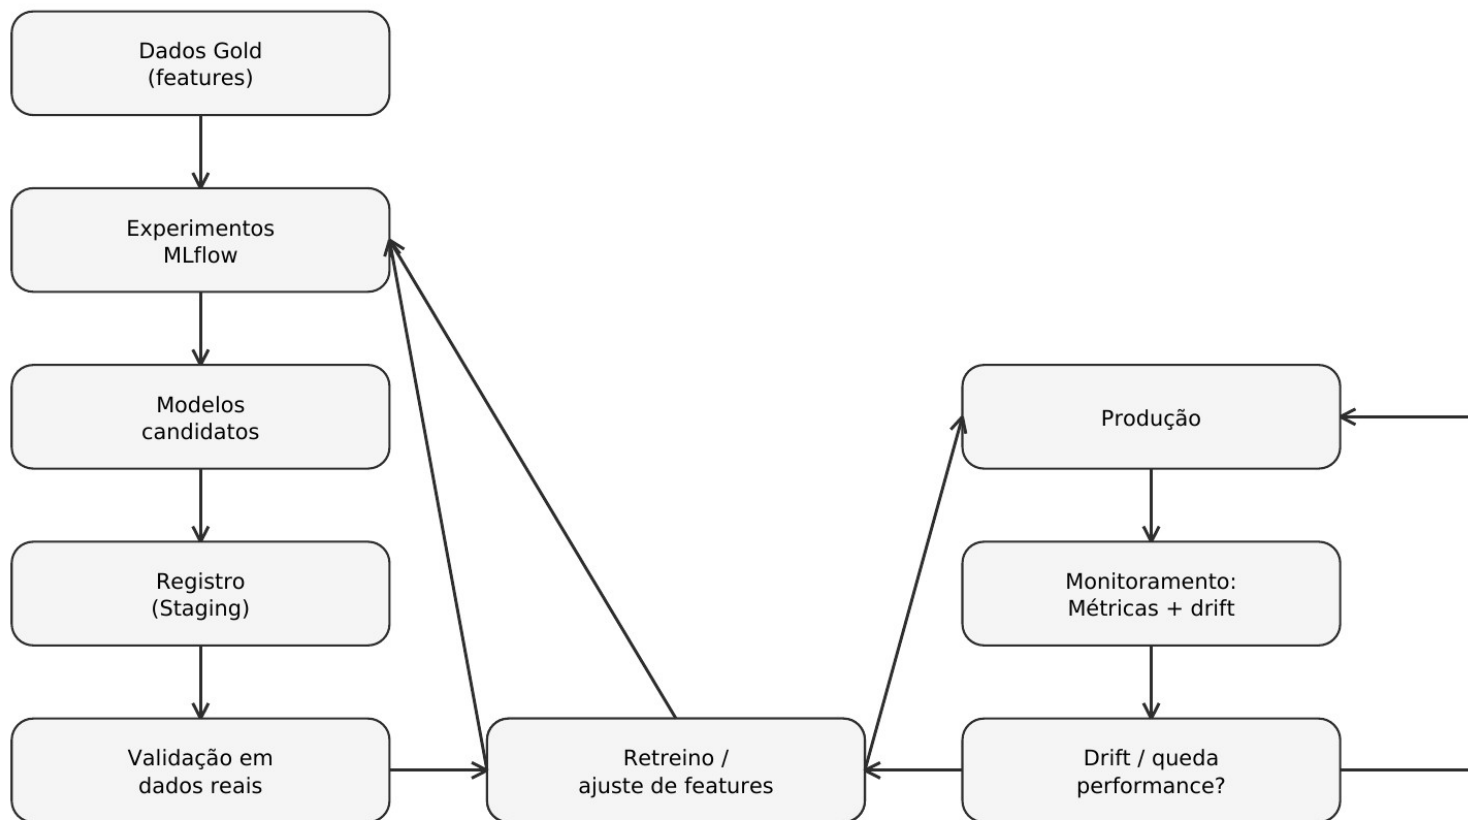 Dados Gold
(features)
Experimentos
MLflow
Modelos
candidatos
Registro
(Staging)
Validação em
dados reais
Retreino /
ajuste de features
Produção
Monitoramento:
Métricas + drift
Drift / queda
performance?